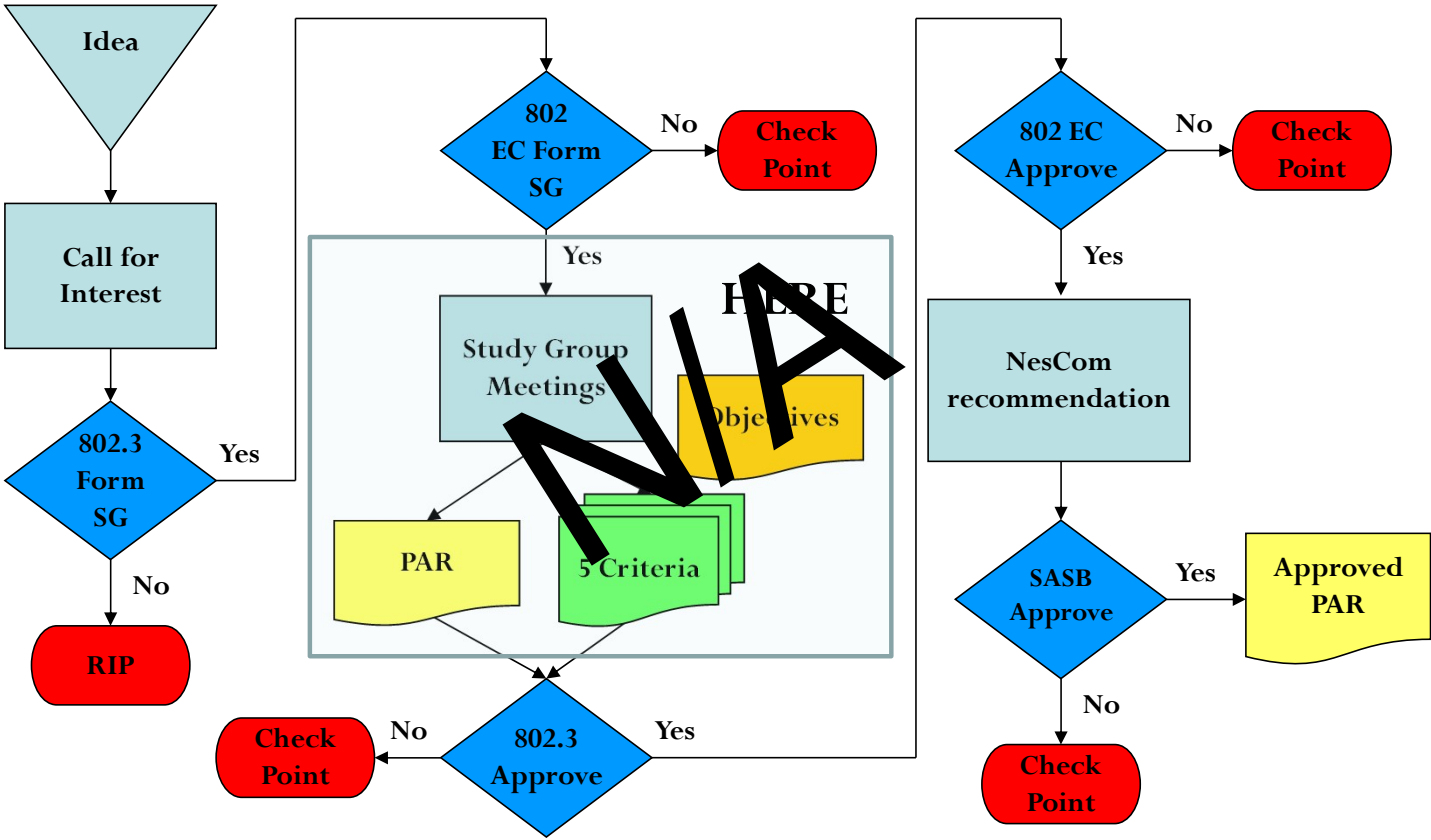 Idea
Call for
Interest
802.3
Form
SG
Yes
No
RIP
802
EC Form
SG
No
Check
Point
Yes
HERE
Study Group
Meetings
Objectives
N/A
PAR
5 Criteria
802.3
Approve
No
Check
Point
Yes
802 EC
Approve
No
Check
Point
Yes
NesCom
recommendation
SASB
Approve
Yes
Approved
PAR
No
Check
Point